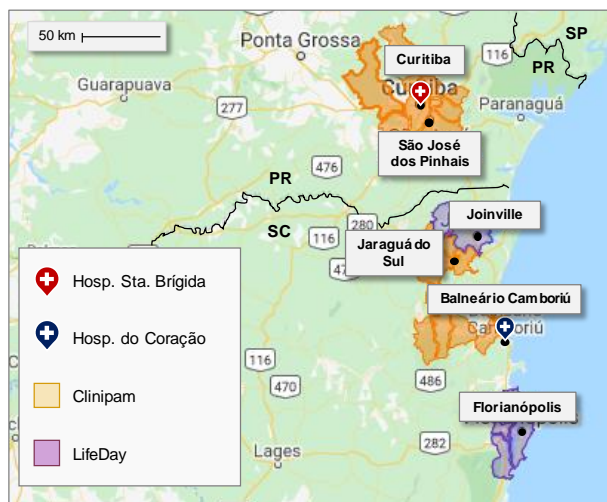 50 km
Ponta Grossa
SP
116
PR
Guarapuava
Curitiba
Curitiba
277
Paranaguá
São José
dos Pinhais
476
PR
280
SC
116
Joinville
Jaraguá do
Sul
Hosp. Sta. Brígida
Balneário Camboriú
Camboriú
Hosp. do Coração
116
486
Clinipam
470
Florianópolis
LifeDay
282
Lages